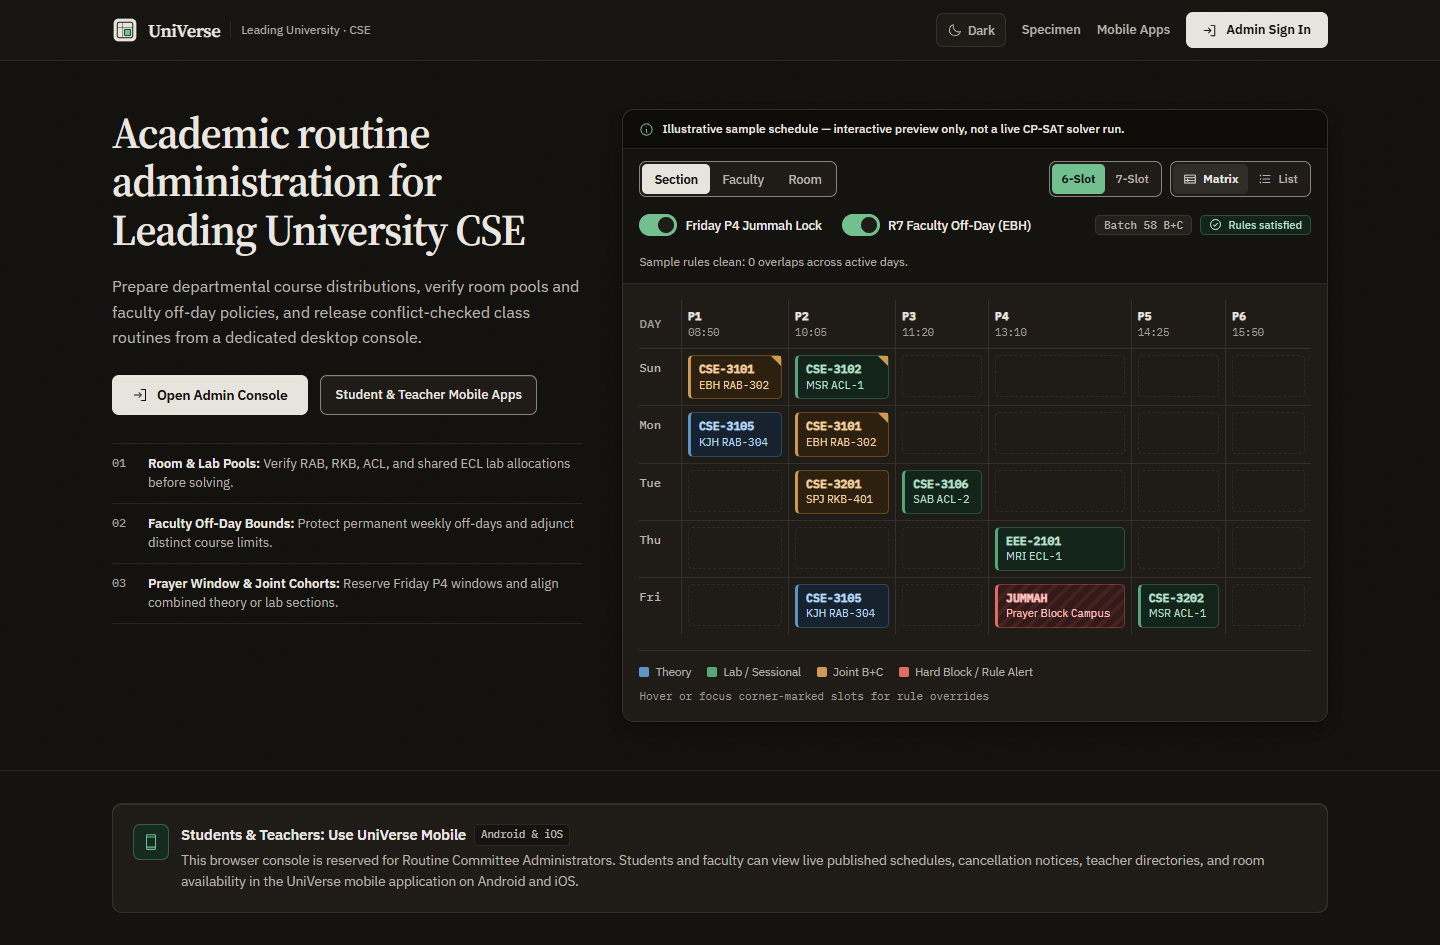 UniVerse
Leading University · CSE
Dark
Specimen
Mobile Apps
Admin Sign In
Academic routine
administration for
Leading University CSE
Prepare departmental course distributions, verify room pools and
faculty off-day policies, and release conflict-checked class
routines from a dedicated desktop console.
Open Admin Console
Student & Teacher Mobile Apps
01 Room & Lab Pools: Verify RAB, RKB, ACL, and shared ECL lab allocations
before solving.
02 Faculty Off-Day Bounds: Protect permanent weekly off-days and adjunct
distinct course limits.
03 Prayer Window & Joint Cohorts: Reserve Friday P4 windows and align
combined theory or lab sections.
Illustrative sample schedule — interactive preview only, not a live CP-SAT solver run.
Section Faculty Room
6-Slot 7-Slot
Matrix List
Friday P4 Jummah Lock
R7 Faculty Off-Day (EBH)
Batch 58 B+C
Rules satisfied
Sample rules clean: 0 overlaps across active days.
DAY
P1
08:50
P2
10:05
P3
11:20
P4
13:10
P5
14:25
P6
15:50
Sun
CSE-3101
EBH RAB-302
CSE-3102
MSR ACL-1
Mon
CSE-3105
KJH RAB-304
CSE-3101
EBH RAB-302
Tue
CSE-3201
SPJ RKB-401
CSE-3106
SAB ACL-2
Thu
EEE-2101
MRI ECL-1
Fri
CSE-3105
KJH RAB-304
JUMMAH
Prayer Block Campus
CSE-3202
MSR ACL-1
Theory
Lab / Sessional
Joint B+C
Hard Block / Rule Alert
Hover or focus corner-marked slots for rule overrides
Students & Teachers: Use UniVerse Mobile
Android & iOS
This browser console is reserved for Routine Committee Administrators. Students and faculty can view live published schedules, cancellation notices, teacher directories, and room
availability in the UniVerse mobile application on Android and iOS.